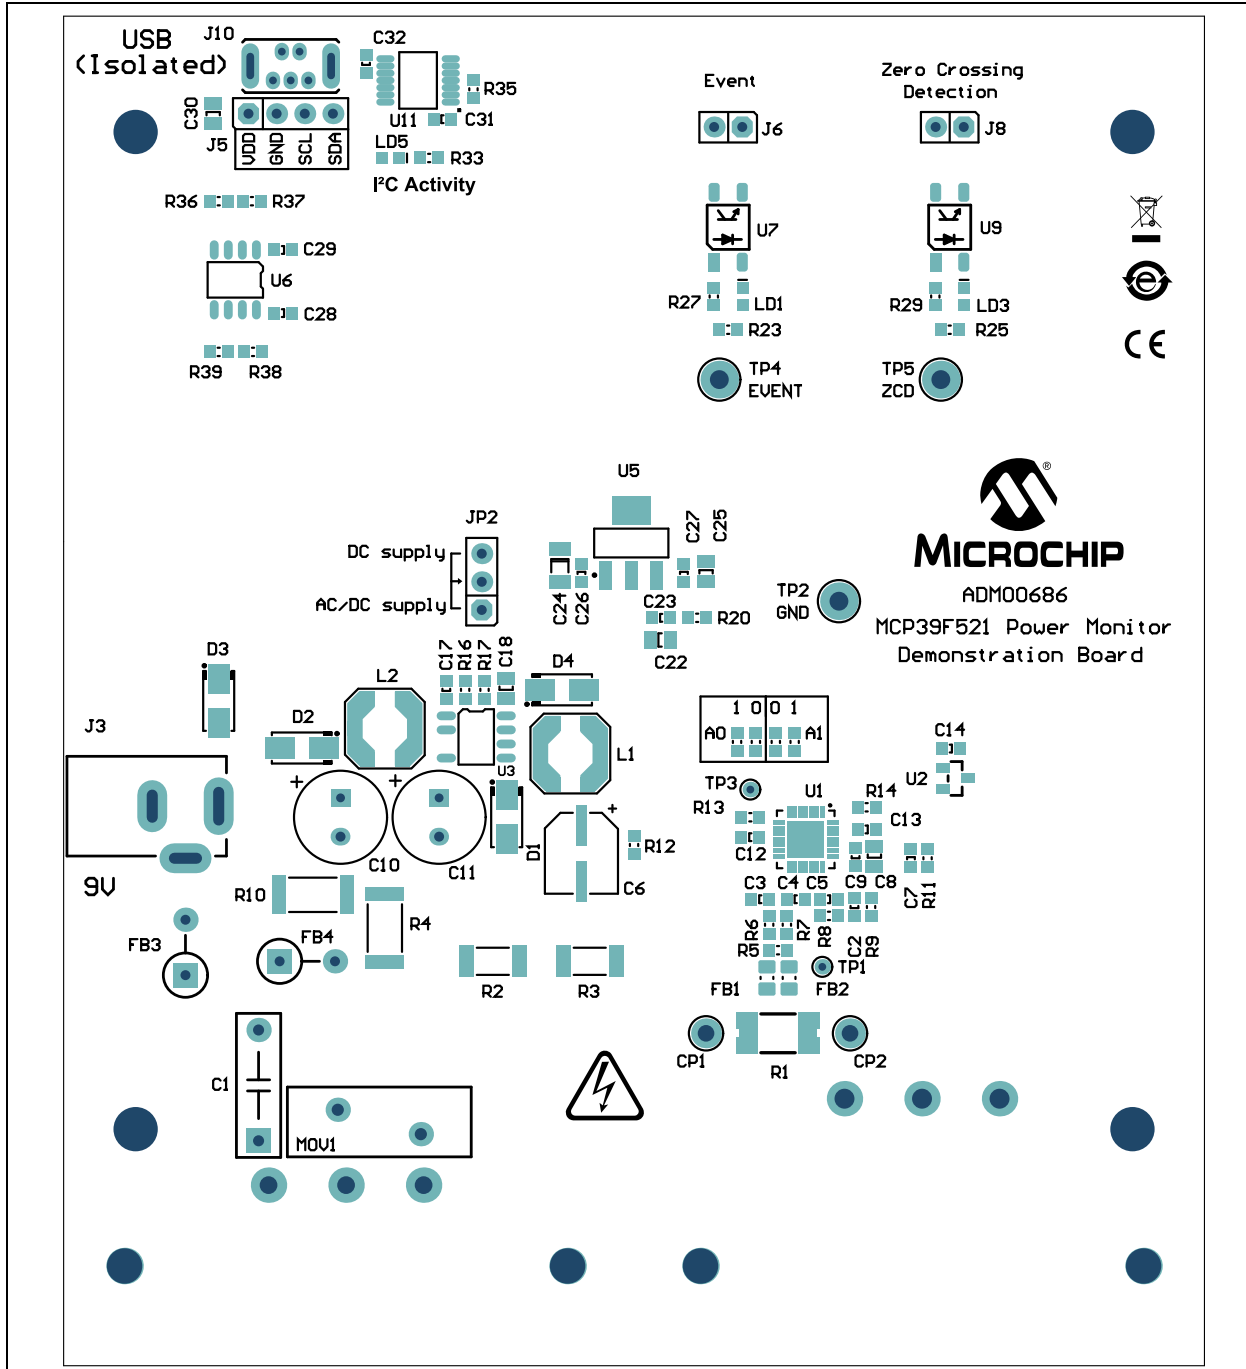 USB
(Isolated)
J10
C32
R35
C30
J5
VDD
GND
SCL
SDA
U11
C31
LD5
R33
I²C Activity
Event
J6
Zero Crossing
Detection
J8
R36
R37
C29
U6
C28
R39
R38
U7
U9
R27
LD1
R23
R29
LD3
R25
TP4
EVENT
TP5
ZCD
CE
U5
JP2
DC supply
AC/DC supply
C24
C26
C27
C25
C23
R20
C22
TP2
GND
®
MICROCHIP
ADM00686
MCP39F521 Power Monitor
Demonstration Board
D3
L2
C17
R16
R17
C18
D4
J3
D2
U3
L1
1 0 0 1
A0
A1
C14
U2
TP3
U1
R14
R13
C13
C12
+
+
+
C10
C11
D1
C6
R12
9V
R10
R4
C3
C4
C5
C9
C8
C7
R11
R6
R7
R8
C2
R9
R5
FB3
FB4
R2
R3
FB1
FB2
TP1
CP1
R1
CP2
C1
MOV1